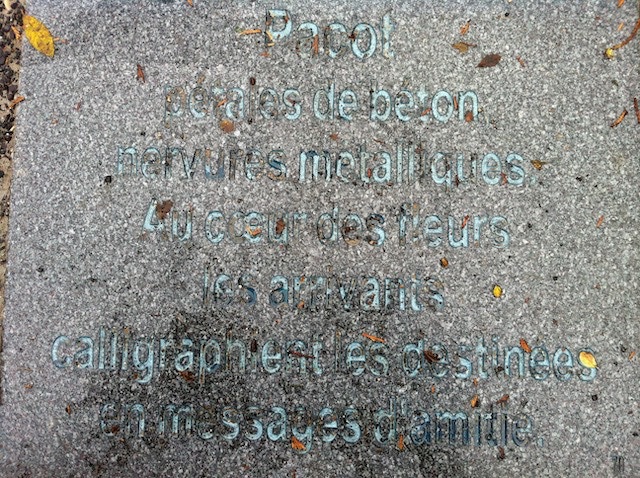 Pacot
pétales de béton
nervures métalliques.
Au cœur des fleurs
les arrivants
calligraphient les destinées
en messages d'amitié.